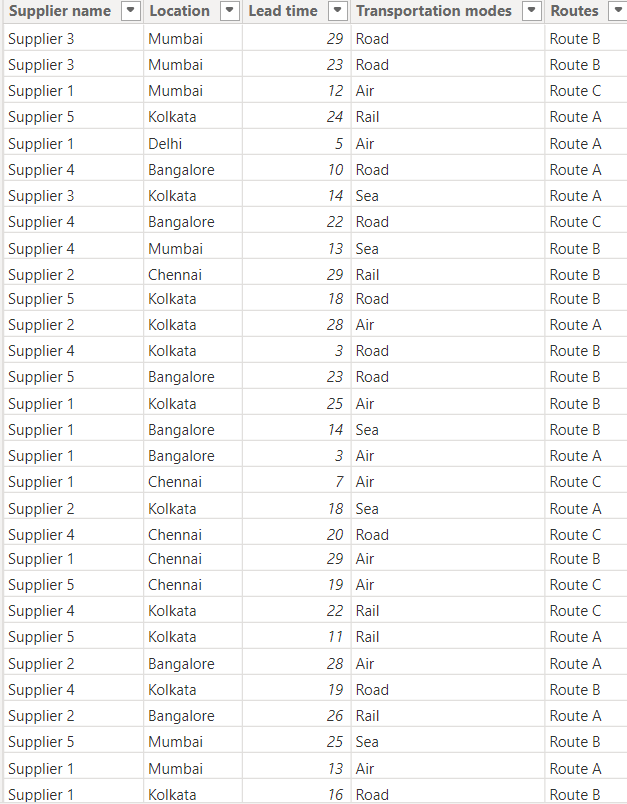 Supplier name Location Lead time Transportation modes Routes
Supplier 3 Mumbai 29 Road Route B
Supplier 3 Mumbai 23 Road Route B
Supplier 1 Mumbai 12 Air Route C
Supplier 5 Kolkata 24 Rail Route A
Supplier 1 Delhi 5 Air Route A
Supplier 4 Bangalore 10 Road Route A
Supplier 3 Kolkata 14 Sea Route A
Supplier 4 Bangalore 22 Road Route C
Supplier 4 Mumbai 13 Sea Route B
Supplier 2 Chennai 29 Rail Route B
Supplier 5 Kolkata 18 Road Route B
Supplier 2 Kolkata 28 Air Route A
Supplier 4 Kolkata 3 Road Route B
Supplier 5 Bangalore 23 Road Route B
Supplier 1 Kolkata 25 Air Route B
Supplier 1 Bangalore 14 Sea Route B
Supplier 1 Bangalore 3 Air Route A
Supplier 1 Chennai 7 Air Route C
Supplier 2 Kolkata 18 Sea Route A
Supplier 4 Chennai 20 Road Route C
Supplier 1 Chennai 29 Air Route B
Supplier 5 Chennai 19 Air Route C
Supplier 4 Kolkata 22 Rail Route C
Supplier 5 Kolkata 11 Rail Route A
Supplier 2 Bangalore 28 Air Route A
Supplier 4 Kolkata 19 Road Route B
Supplier 2 Bangalore 26 Rail Route A
Supplier 5 Mumbai 25 Sea Route B
Supplier 1 Mumbai 13 Air Route A
Supplier 1 Kolkata 16 Road Route B